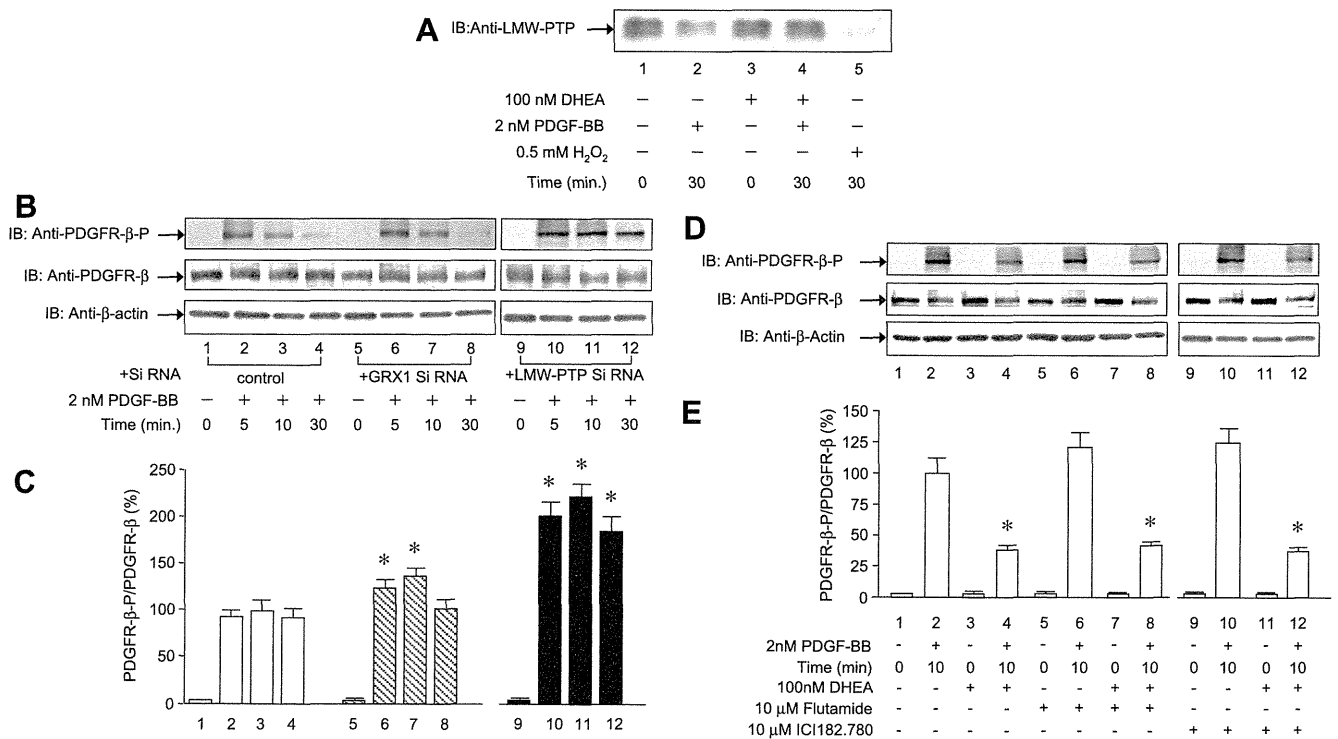 A
IB:Anti-LMW-PTP
1 2 3 4 5
100 nM DHEA − − + + −
2 nM PDGF-BB − + − + −
0.5 mM H₂O₂ − − − − +
Time (min.) 0 30 0 30 30
B
IB: Anti-PDGFR-β-P
IB: Anti-PDGFR-β
IB: Anti-β-actin
1 2 3 4 5 6 7 8 9 10 11 12
+Si RNA control +GRX1 Si RNA +LMW-PTP Si RNA
2 nM PDGF-BB − + + + − + + + − + + +
Time (min.) 0 5 10 30 0 5 10 30 0 5 10 30
C
PDGFR-β-P/PDGFR-β (%)
250
200
150
100
50
0
* * * * *
1 2 3 4 5 6 7 8 9 10 11 12
D
IB: Anti-PDGFR-β-P
IB: Anti-PDGFR-β
IB: Anti-β-Actin
1 2 3 4 5 6 7 8 9 10 11 12
E
PDGFR-β-P/PDGFR-β (%)
150
125
100
75
50
25
0
* * *
1 2 3 4 5 6 7 8 9 10 11 12
2nM PDGF-BB - + - + - + - + - + - +
Time (min) 0 10 0 10 0 10 0 10 0 10 0 10
100nM DHEA - - + + - - + + - - + +
10 μM Flutamide - - - - + + + + - - - -
10 μM ICI182.780 - - - - - - - - + + + +